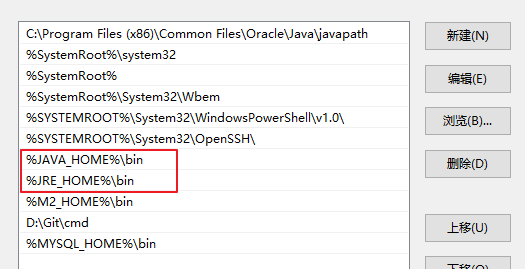 C:\Program Files (x86)\Common Files\Oracle\Java\javapath
%SystemRoot%\system32
%SystemRoot%
%SystemRoot%\System32\Wbem
%SYSTEMROOT%\System32\WindowsPowerShell\v1.0\
%SYSTEMROOT%\System32\OpenSSH\
%JAVA_HOME%\bin
%JRE_HOME%\bin
%M2_HOME%\bin
D:\Git\cmd
%MYSQL_HOME%\bin
新建(N)
编辑(E)
浏览(B)...
删除(D)
上移(U)
下移(O)